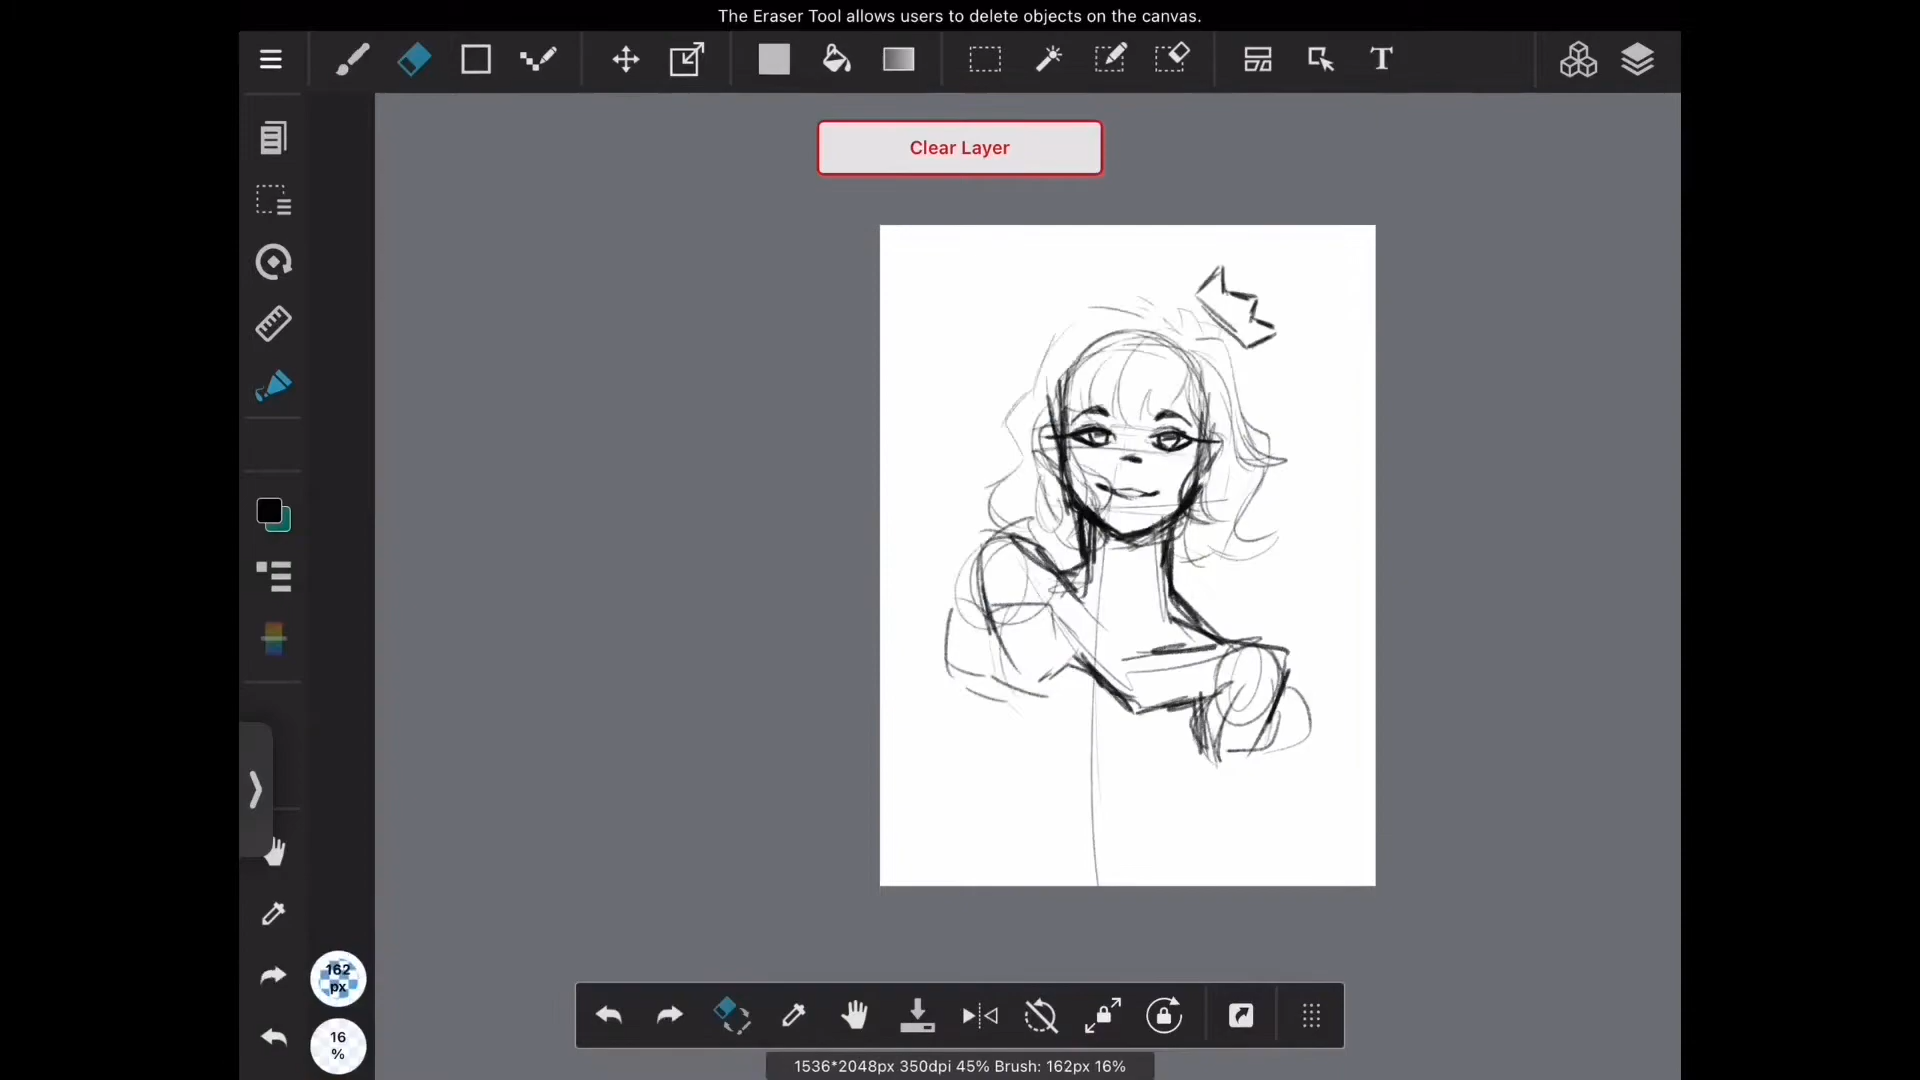 The Eraser Tool allows users to delete objects on the canvas.
T
Clear Layer
162
px
16
%
1536*2048px 350dpi 45% Brush: 162px 16%